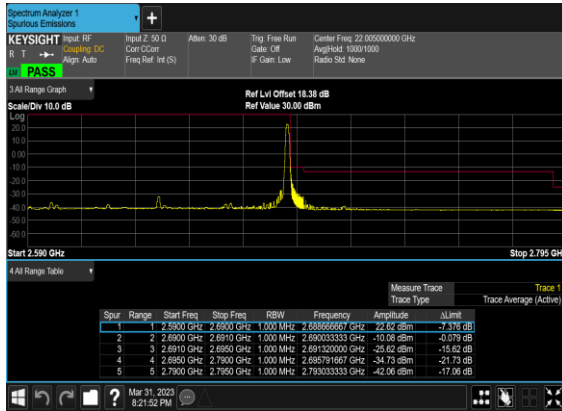 Spectrum Analyzer 1
Spurious Emissions
+
KEYSIGHT Input: RF Input Z: 50 Ω Atten: 30 dB Trig: Free Run Center Freq: 22.005000000 GHz
R T Coupling: DC Corr CCorr Gate: Off Avg|Hold: 1000/1000
Align: Auto Freq Ref: Int (S) IF Gain: Low Radio Std: None
PASS
3 All Range Graph
Ref Lvl Offset 18.38 dB
Scale/Div 10.0 dB Ref Value 30.00 dBm
Log
20.0
10.0
0.00
-10.0
-20.0
-30.0
-40.0
-50.0
-60.0
Start 2.590 GHz Stop 2.795 GH
4 All Range Table
Measure Trace Trace 1
Trace Type Trace Average (Active)
Spur Range Start Freq Stop Freq RBW Frequency Amplitude ΔLimit
1 1 2.5900 GHz 2.6900 GHz 1.000 MHz 2.688666667 GHz 22.62 dBm -7.376 dB
2 2 2.6900 GHz 2.6910 GHz 1.000 MHz 2.690033333 GHz -10.08 dBm -0.079 dB
3 3 2.6910 GHz 2.6950 GHz 1.000 MHz 2.691320000 GHz -25.62 dBm -15.62 dB
4 4 2.6950 GHz 2.7900 GHz 1.000 MHz 2.695791667 GHz -34.73 dBm -21.73 dB
5 5 2.7900 GHz 2.7950 GHz 1.000 MHz 2.793033333 GHz -42.06 dBm -17.06 dB
? Mar 31, 2023
8:21:52 PM